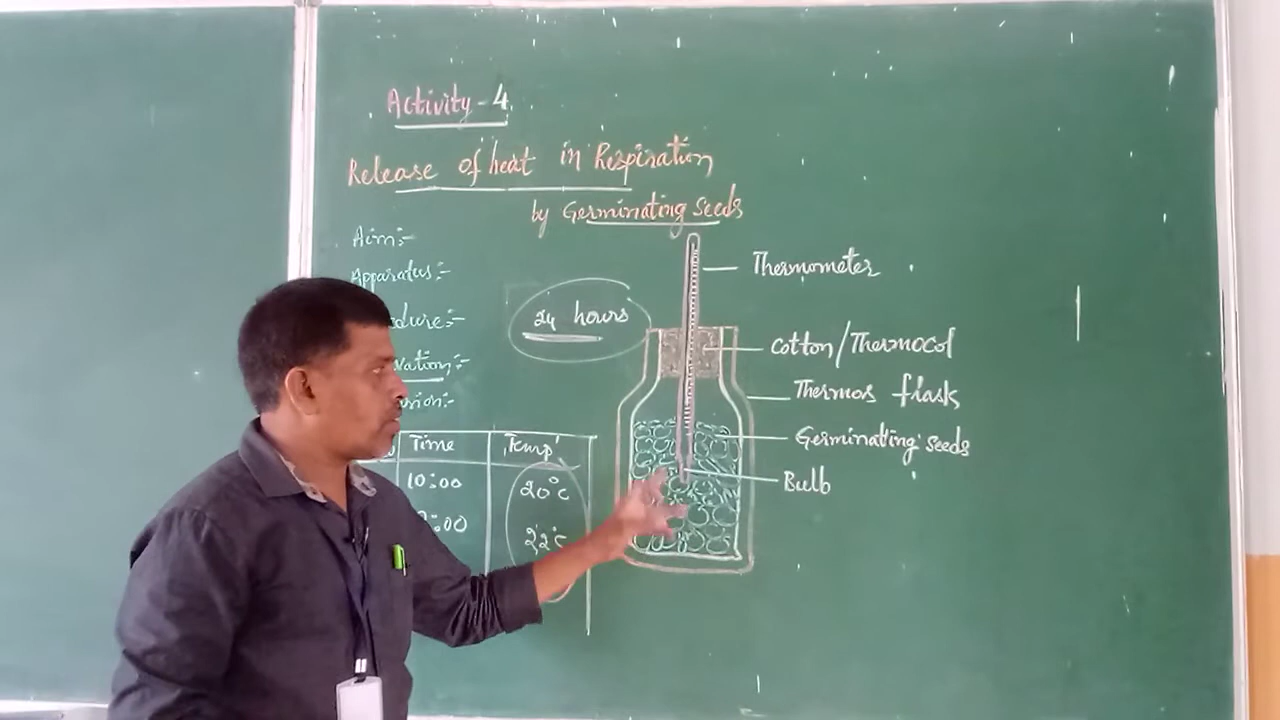 Activity-4
Release of heat in Respiration
by Germinating Seeds
Aim:-
Apparatus:-
24 hours
Thermometer
Cotton/Thermocol
Thermos flask
Germinating seeds
Bulb
Time Temp
10:00 20°C
:00 22°C